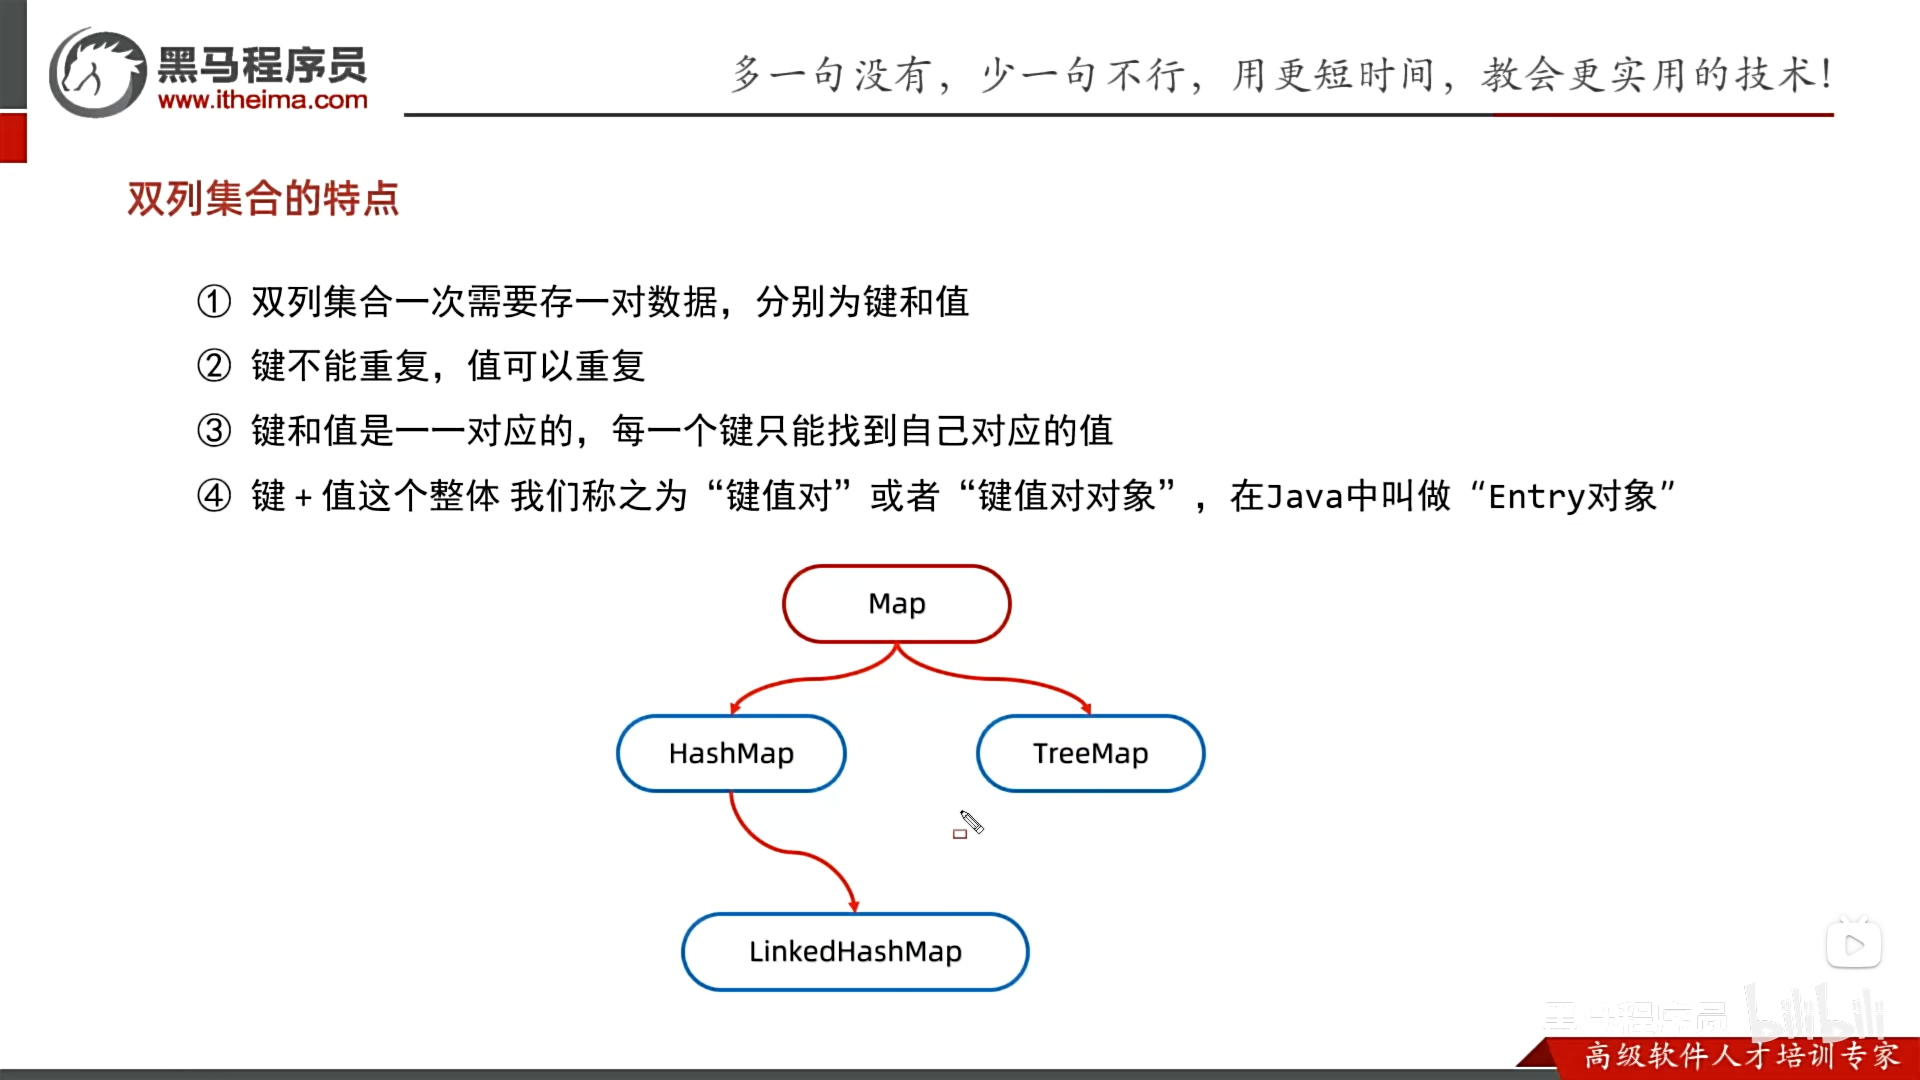 黑马程序员
www.itheima.com
多一句没有，少一句不行，用更短时间，教会更实用的技术！
双列集合的特点
① 双列集合一次需要存一对数据，分别为键和值
② 键不能重复，值可以重复
③ 键和值是一一对应的，每一个键只能找到自己对应的值
④ 键 + 值这个整体 我们称之为“键值对”或者“键值对对象”，在Java中叫做“Entry对象”
Map
HashMap
TreeMap
LinkedHashMap
黑马程序员
bilibili
高级软件人才培训专家